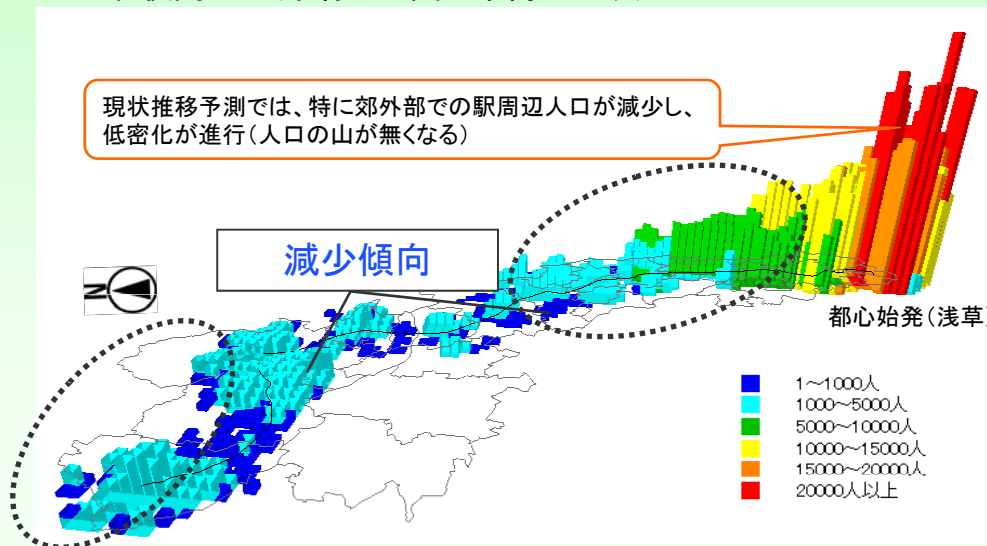 現状推移予測では、特に郊外部での駅周辺人口が減少し、
低密化が進行(人口の山が無くなる)
減少傾向
N
都心始発(浅草)
1~1000人
1000~5000人
5000~10000人
10000~15000人
15000~20000人
20000人以上